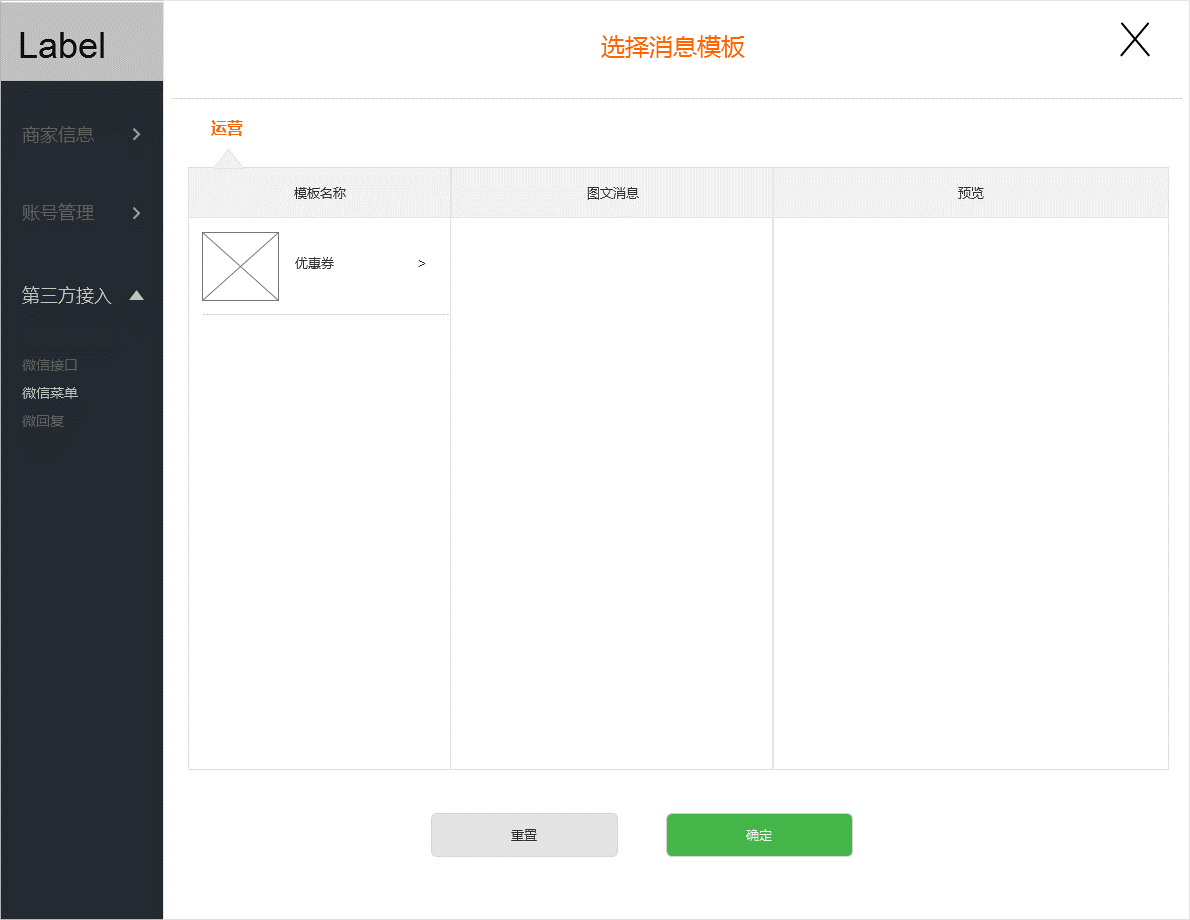 Label
商家信息
账号管理
第三方接入
微信接口
微信菜单
微回复
选择消息模板
运营
模板名称 图文消息 预览
优惠券 >
重置 确定